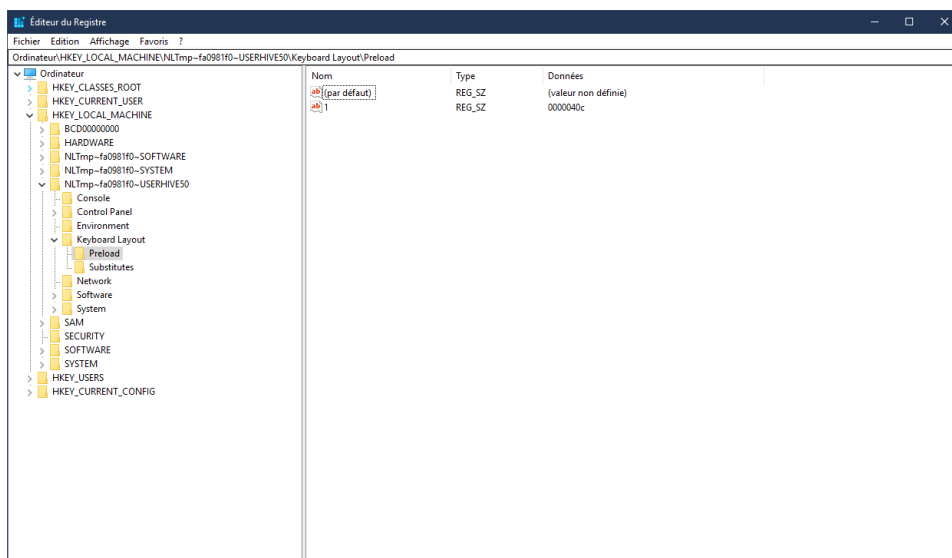 Éditeur du Registre
Fichier Edition Affichage Favoris ?
Ordinateur\HKEY_LOCAL_MACHINE\NLTmp~fa0981f0~USERHIVE50\Keyboard Layout\Preload
Ordinateur
HKEY_CLASSES_ROOT
HKEY_CURRENT_USER
HKEY_LOCAL_MACHINE
BCD00000000
HARDWARE
NLTmp~fa0981f0~SOFTWARE
NLTmp~fa0981f0~SYSTEM
NLTmp~fa0981f0~USERHIVE50
Console
Control Panel
Environment
Keyboard Layout
Preload
Substitutes
Network
Software
System
SAM
SECURITY
SOFTWARE
SYSTEM
HKEY_USERS
HKEY_CURRENT_CONFIG
Nom Type Données
ab (par défaut) REG_SZ (valeur non définie)
ab 1 REG_SZ 0000040c